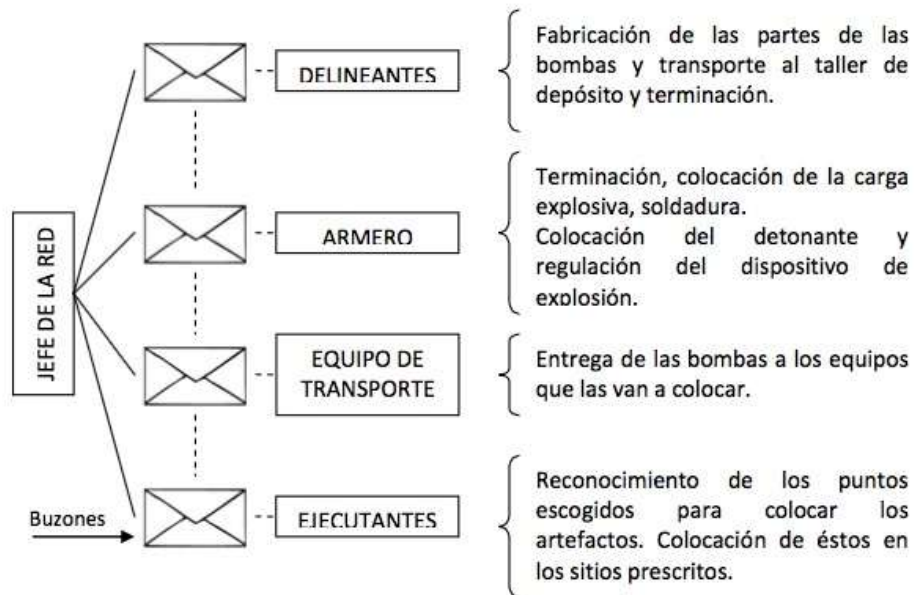 DELINEANTES
Fabricación de las partes de las
bombas y transporte al taller de
depósito y terminación.
JEFE DE LA RED
ARMERO
Terminación, colocación de la carga
explosiva, soldadura.
Colocación del detonante y
regulación del dispositivo de
explosión.
EQUIPO DE
TRANSPORTE
Entrega de las bombas a los equipos
que las van a colocar.
Buzones
EJECUTANTES
Reconocimiento de los puntos
escogidos para colocar los
artefactos. Colocación de éstos en
los sitios prescritos.